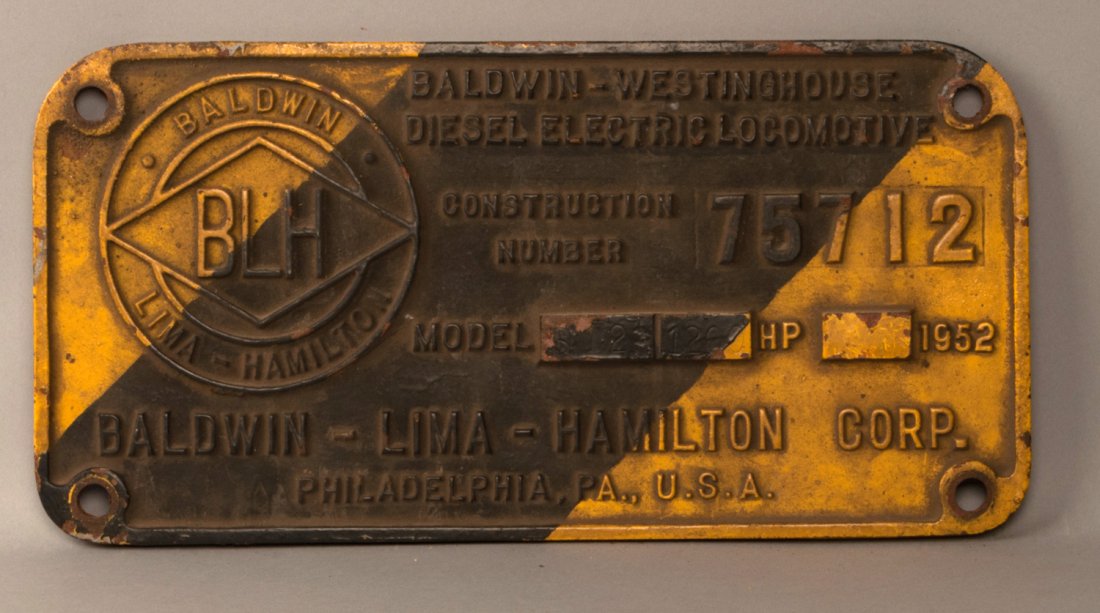 BALDWIN
BLH
LIMA - HAMILTON
BALDWIN - WESTINGHOUSE
DIESEL ELECTRIC LOCOMOTIVE
CONSTRUCTION
NUMBER
75712
MODEL HP 1952
BALDWIN - LIMA - HAMILTON CORP.
PHILADELPHIA, PA., U.S.A.